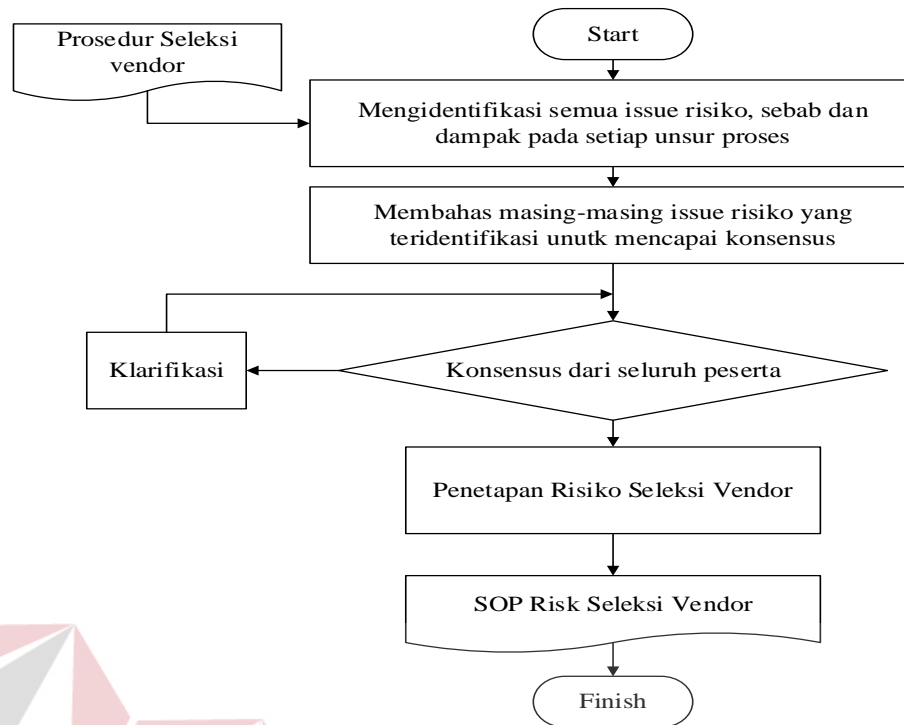 Prosedur Seleksi
vendor
Start
Mengidentifikasi semua issue risiko, sebab dan
dampak pada setiap unsur proses
Membahas masing-masing issue risiko yang
teridentifikasi unutk mencapai konsensus
Klarifikasi
Konsensus dari seluruh peserta
Penetapan Risiko Seleksi Vendor
SOP Risk Seleksi Vendor
Finish